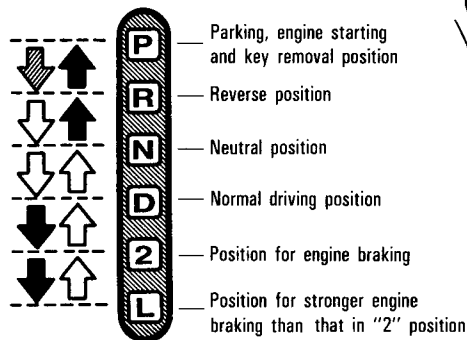 P
Parking, engine starting
and key removal position
R
Reverse position
N
Neutral position
D
Normal driving position
2
Position for engine braking
L
Position for stronger engine
braking than that in "2" position